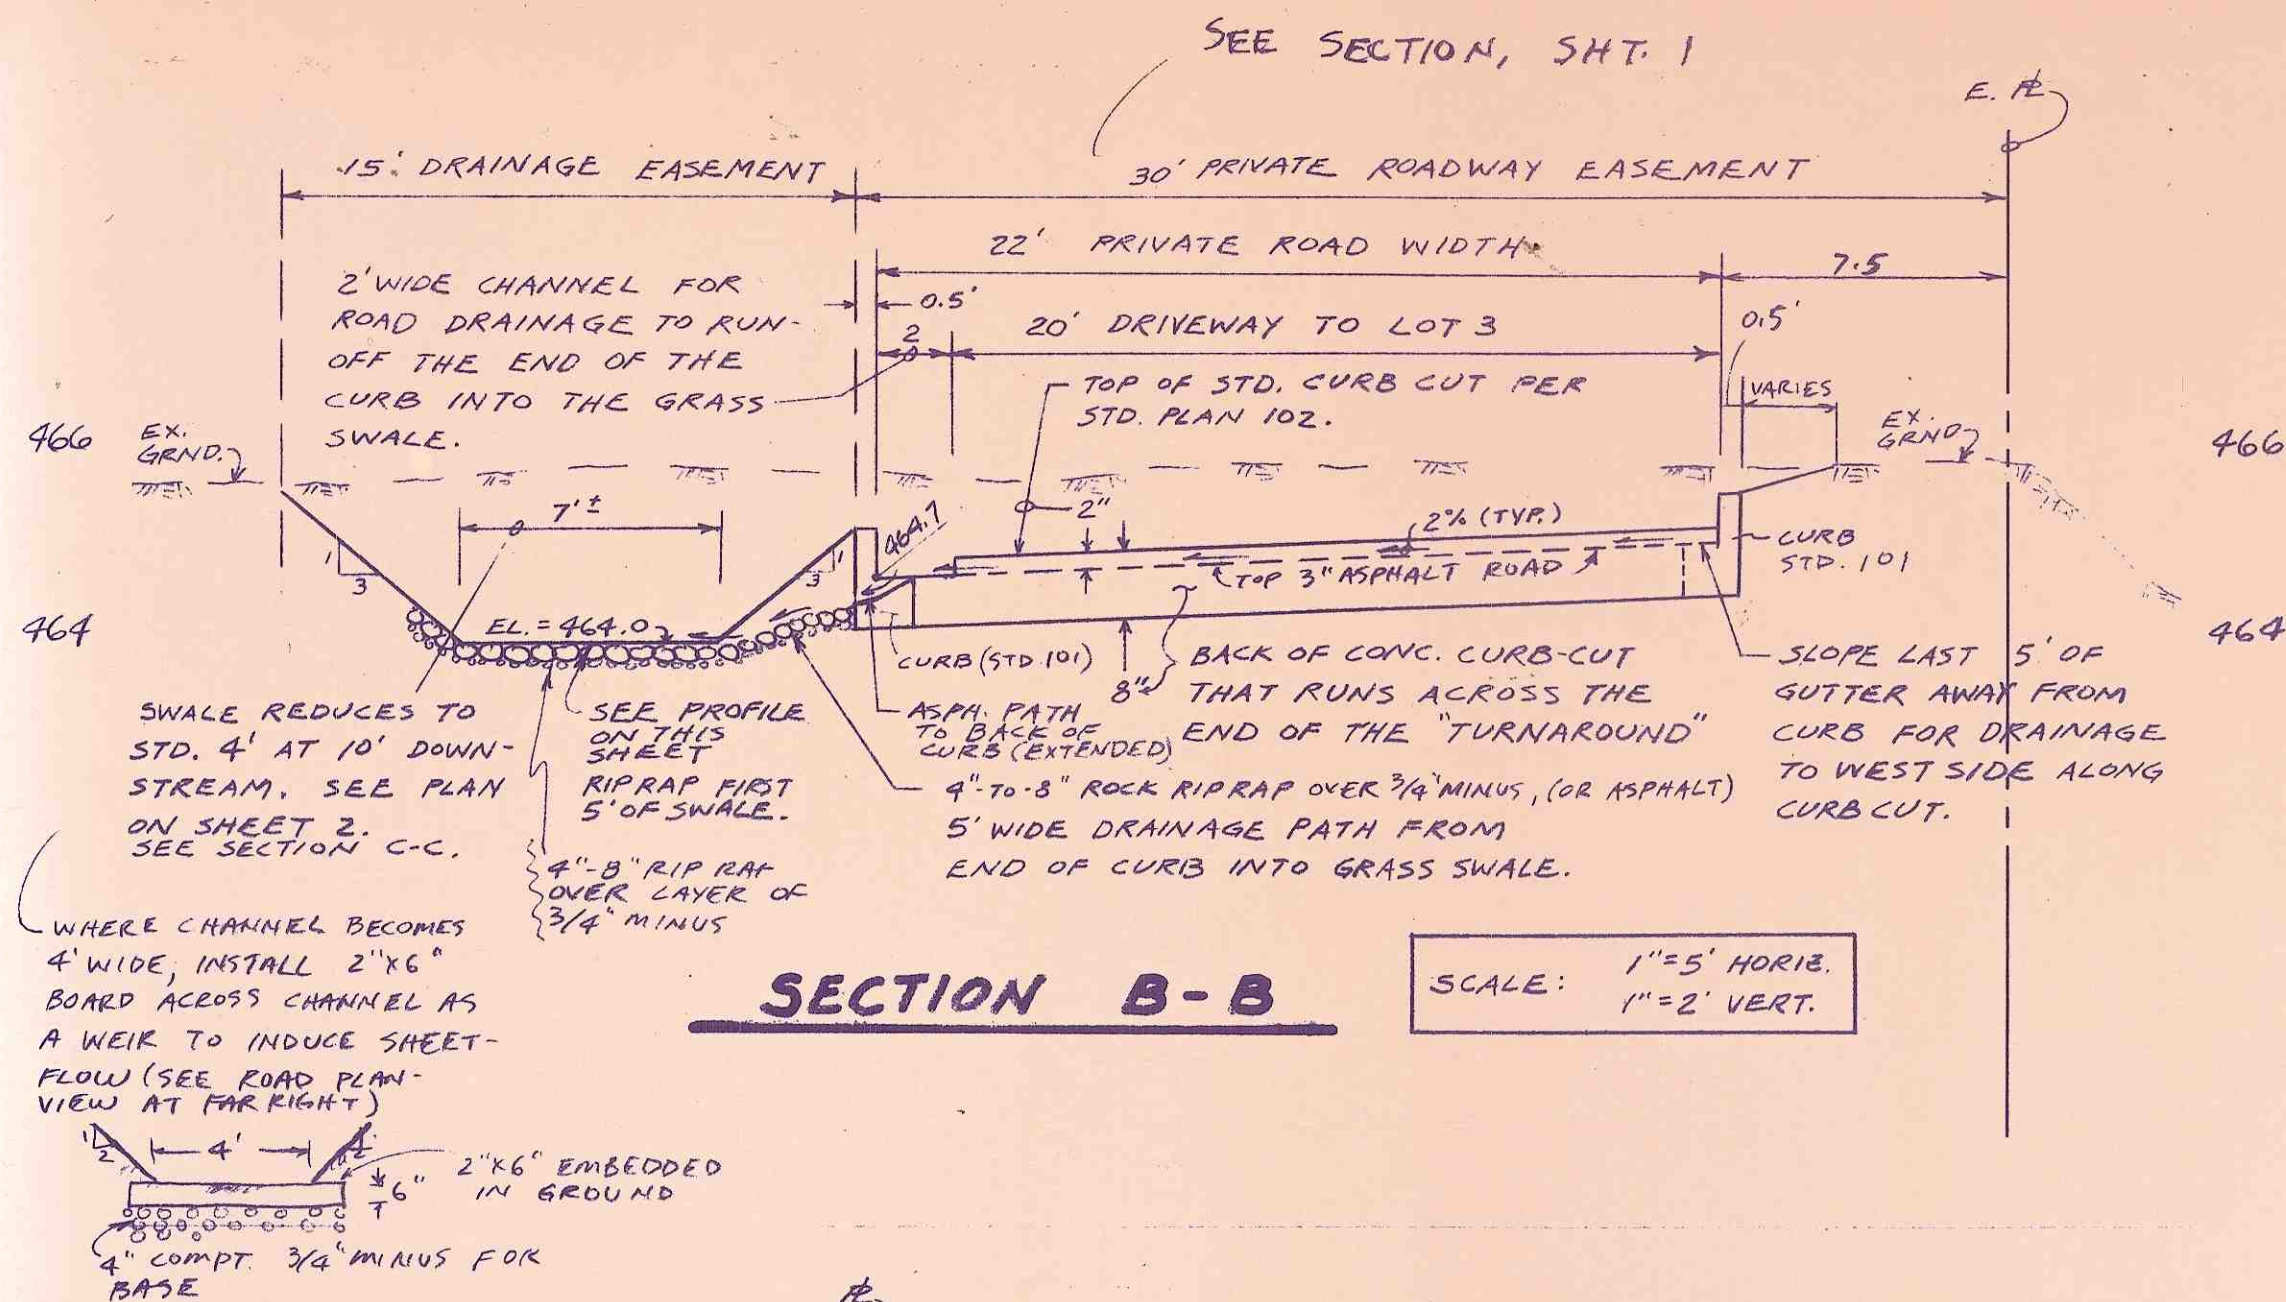 SEE SECTION, SHT. 1
E. PL
15' DRAINAGE EASEMENT
30' PRIVATE ROADWAY EASEMENT
22' PRIVATE ROAD WIDTH
7.5
2' WIDE CHANNEL FOR
ROAD DRAINAGE TO RUN-
OFF THE END OF THE
CURB INTO THE GRASS
SWALE.
0.5'
2
20' DRIVEWAY TO LOT 3
0.5'
VARIES
TOP OF STD. CURB CUT PER
STD. PLAN 102.
466
EX.
GRND.
EX.
GRND.
466
7'±
464.7
2"
2% (TYP.)
TOP 3" ASPHALT ROAD
CURB
STD. 101
1
3
1
3
464
EL. = 464.0
464
CURB (STD 101)
8"
BACK OF CONC. CURB-CUT
THAT RUNS ACROSS THE
END OF THE "TURNAROUND"
SLOPE LAST 5' OF
GUTTER AWAY FROM
CURB FOR DRAINAGE
TO WEST SIDE ALONG
CURB CUT.
SWALE REDUCES TO
STD. 4' AT 10' DOWN-
STREAM. SEE PLAN
ON SHEET 2.
SEE SECTION C-C.
SEE PROFILE
ON THIS
SHEET
RIPRAP FIRST
5' OF SWALE.
ASPH. PATH
TO BACK OF
CURB (EXTENDED)
4"-TO-8" ROCK RIPRAP OVER 3/4" MINUS, (OR ASPHALT)
5' WIDE DRAINAGE PATH FROM
END OF CURB INTO GRASS SWALE.
4"-8" RIP RAP
OVER LAYER OF
3/4" MINUS
WHERE CHANNEL BECOMES
4' WIDE, INSTALL 2"X6"
BOARD ACROSS CHANNEL AS
A WEIR TO INDUCE SHEET-
FLOW (SEE ROAD PLAN-
VIEW AT FAR RIGHT)
SECTION B-B
SCALE: 1"=5' HORIZ.
1"=2' VERT.
1
2
4'
2"X6" EMBEDDED
IN GROUND
6"
4" COMPT. 3/4" MINUS FOR
BASE
PL